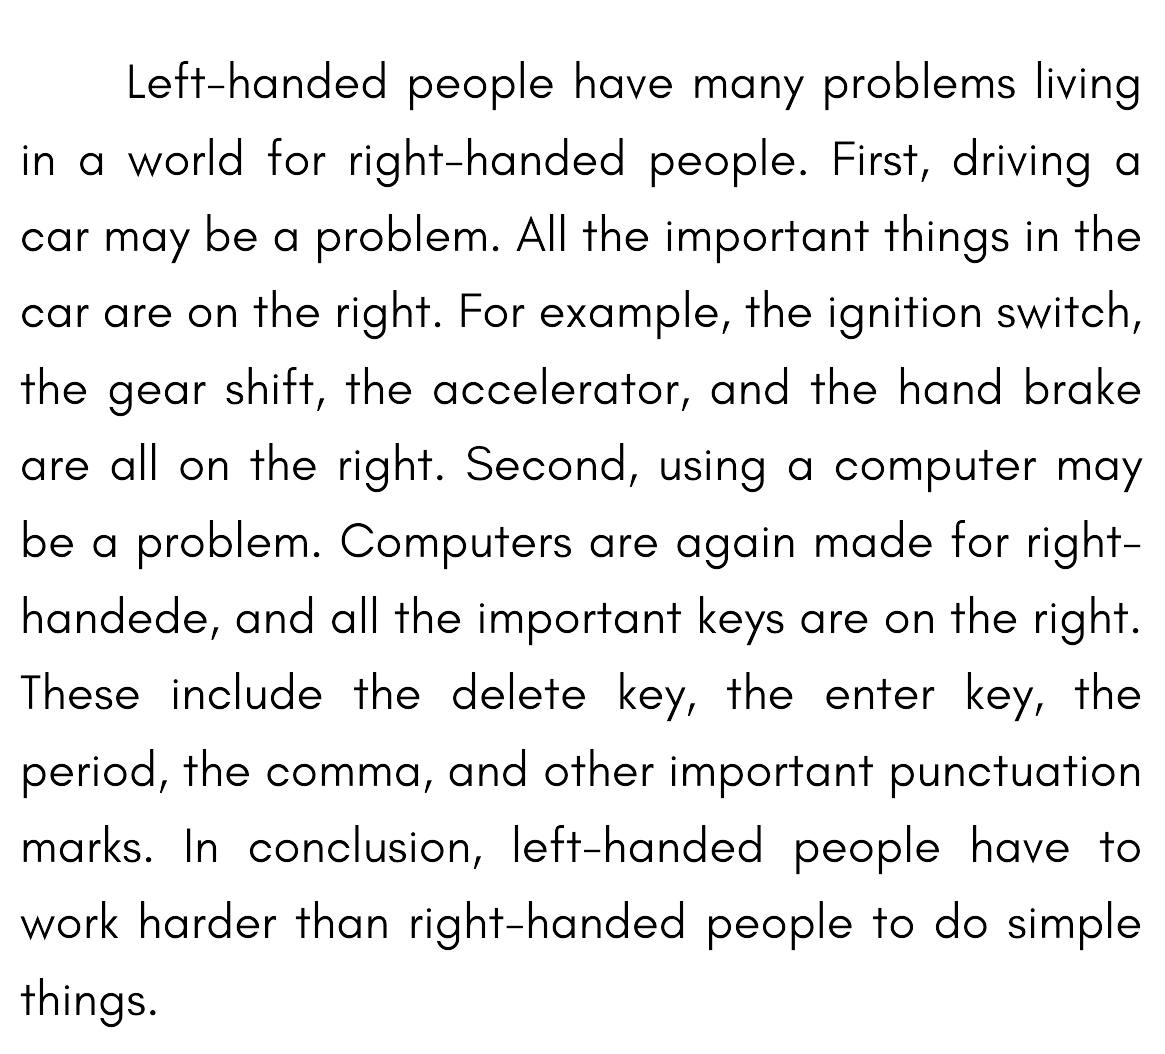 Left-handed people have many problems living
in a world for right-handed people. First, driving a
car may be a problem. All the important things in the
car are on the right. For example, the ignition switch,
the gear shift, the accelerator, and the hand brake
are all on the right. Second, using a computer may
be a problem. Computers are again made for right-
handede, and all the important keys are on the right.
These include the delete key, the enter key, the
period, the comma, and other important punctuation
marks. In conclusion, left-handed people have to
work harder than right-handed people to do simple
things.